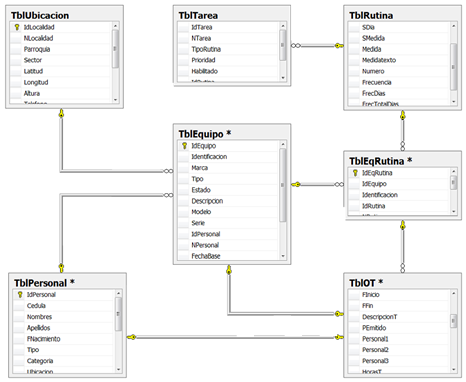 TblUbicacion
IdLocalidad
NLocalidad
Parroquia
Sector
Latitud
Longitud
Altura
TblTarea
IdTarea
NTarea
TipoRutina
Prioridad
Habilitado
TblRutina
SDia
SMedida
Medida
Medidatexto
Numero
Frecuencia
FrecDias
FrecTotalDias
TblEquipo *
IdEquipo
Identificacion
Marca
Tipo
Estado
Descripcion
Modelo
Serie
IdPersonal
NPersonal
FechaBase
TblEqRutina *
IdEqRutina
IdEquipo
Identificacion
IdRutina
TblPersonal *
IdPersonal
Cedula
Nombres
Apellidos
FNacimiento
Tipo
Categoria
Ubicacion
TblOT *
FInicio
FFin
DescripcionT
PEmitido
Personal1
Personal2
Personal3
HorasT